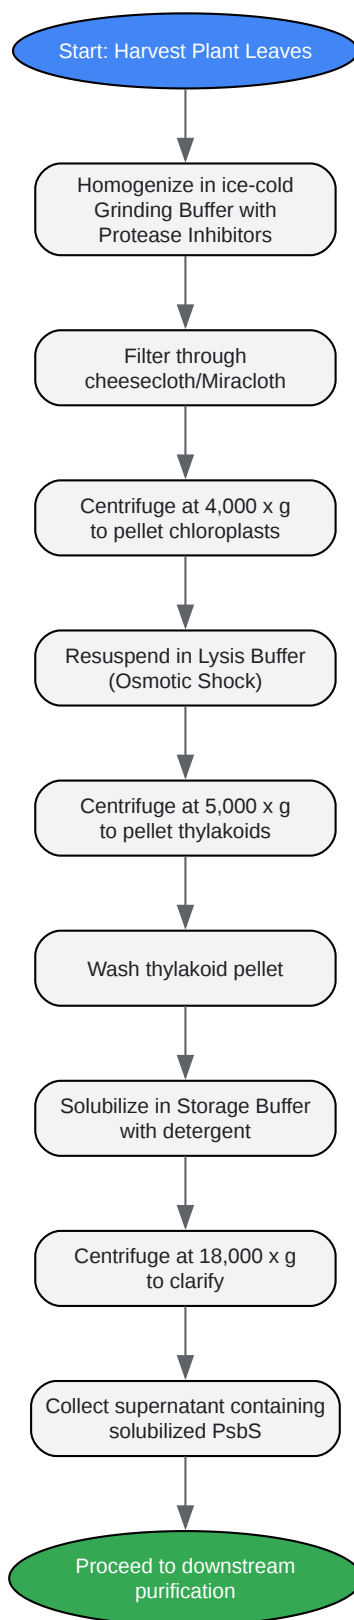 Start: Harvest Plant Leaves
Homogenize in ice-cold
Grinding Buffer with
Protease Inhibitors
Filter through
cheesecloth/Miracloth
Centrifuge at 4,000 x g
to pellet chloroplasts
Resuspend in Lysis Buffer
(Osmotic Shock)
Centrifuge at 5,000 x g
to pellet thylakoids
Wash thylakoid pellet
Solubilize in Storage Buffer
with detergent
Centrifuge at 18,000 x g
to clarify
Collect supernatant containing
solubilized PsbS
Proceed to downstream
purification